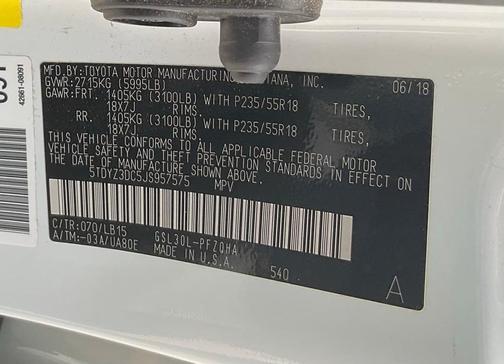 MFD.BY:TOYOTA MOTOR MANUFACTURING INDIANA, INC. 06/18
GVWR:2715KG (5995LB)
GAWR:FRT. 1405KG (3100LB) WITH P235/55R18 TIRES,
18X7J RIMS.
RR. 1405KG (3100LB) WITH P235/55R18 TIRES,
18X7J RIMS.
THIS VEHICLE CONFORMS TO ALL APPLICABLE FEDERAL MOTOR
VEHICLE SAFETY AND THEFT PREVENTION STANDARDS IN
EFFECT ON THE DATE OF MANUFACTURE SHOWN ABOVE.
5TDYZ3DC5JS957575 MPV
C/TR:070/LB15 GSL30L-PFZQHA
A/TM:-03A/UA80E MADE IN U.S.A. 540
A
42661-08091